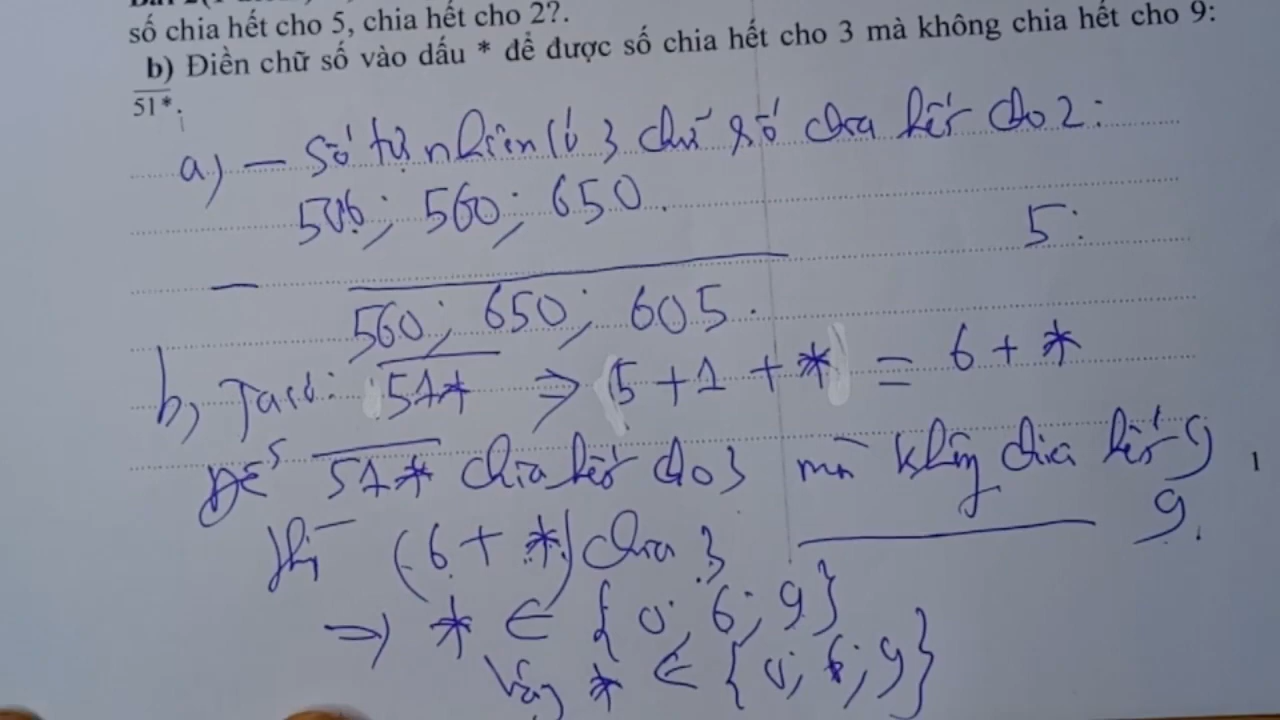 số chia hết cho 5, chia hết cho 2?.
b) Điền chữ số vào dấu * để được số chia hết cho 3 mà không chia hết cho 9:
51*.
a) — Số tự nhiên có 3 chữ số chia hết cho 2:
506; 560; 650.
— 5:
560; 650; 605.
b, Ta có: 51* => (5 + 1 + *) = 6 + *
Để 51* chia hết cho 3 mà không chia hết 9
thì (6 + *) chia 3 9.
=> * ∈ {0; 6; 9}
Vậy * ∈ {0; 6; 9}
1